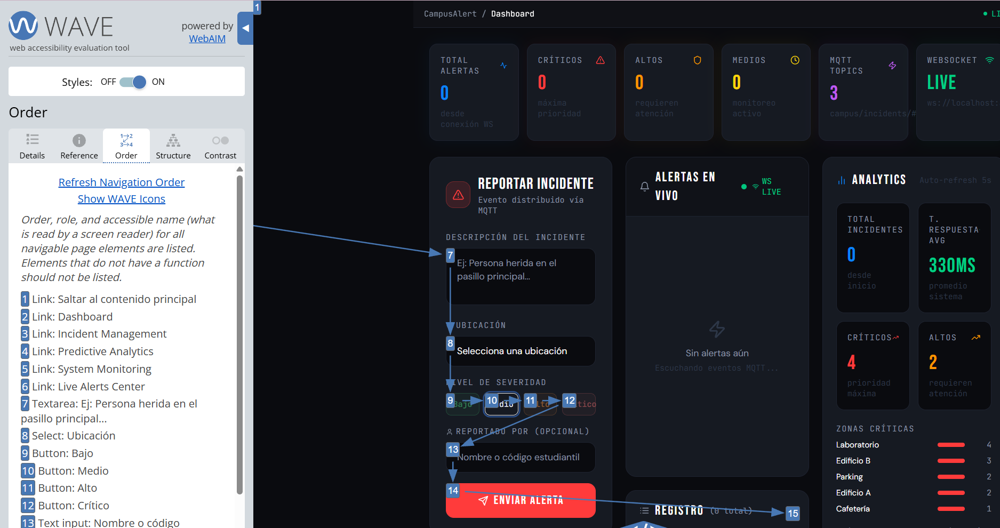 WAVE
web accessibility evaluation tool
powered by
WebAIM
Styles: OFF ON
Order
Details
Reference
1→2
3→4
Order
Structure
Contrast
Refresh Navigation Order
Show WAVE Icons
Order, role, and accessible name (what
is read by a screen reader) for all
navigable page elements are listed.
Elements that do not have a function
should not be listed.
1 Link: Saltar al contenido principal
2 Link: Dashboard
3 Link: Incident Management
4 Link: Predictive Analytics
5 Link: System Monitoring
6 Link: Live Alerts Center
7 Textarea: Ej: Persona herida en el
pasillo principal...
8 Select: Ubicación
9 Button: Bajo
10 Button: Medio
11 Button: Alto
12 Button: Crítico
13 Text input: Nombre o código
1
CampusAlert / Dashboard
TOTAL
ALERTAS
0
desde
conexión WS
CRÍTICOS
0
máxima
prioridad
ALTOS
0
requieren
atención
MEDIOS
0
monitoreo
activo
MQTT
TOPICS
3
campus/incidents/#
WEBSOCKET
LIVE
ws://localhost:
REPORTAR INCIDENTE
Evento distribuido vía
MQTT
DESCRIPCIÓN DEL INCIDENTE
7
Ej: Persona herida en el
pasillo principal...
UBICACIÓN
8
Selecciona una ubicación
NIVEL DE SEVERIDAD
9
Bajo
10
11
12
REPORTADO POR (OPCIONAL)
13
Nombre o código estudiantil
14
ENVIAR ALERTA
ALERTAS EN
VIVO
WS
LIVE
Sin alertas aún
Escuchando eventos MQTT...
REGISTRO (0 total)
15
ANALYTICS
Auto-refresh 5s
TOTAL
INCIDENTES
0
desde
inicio
T.
RESPUESTA
AVG
330MS
promedio
sistema
CRÍTICOS
4
prioridad
máxima
ALTOS
2
requieren
atención
ZONAS CRÍTICAS
Laboratorio 4
Edificio B 3
Parking 2
Edificio A 2
Cafetería 1